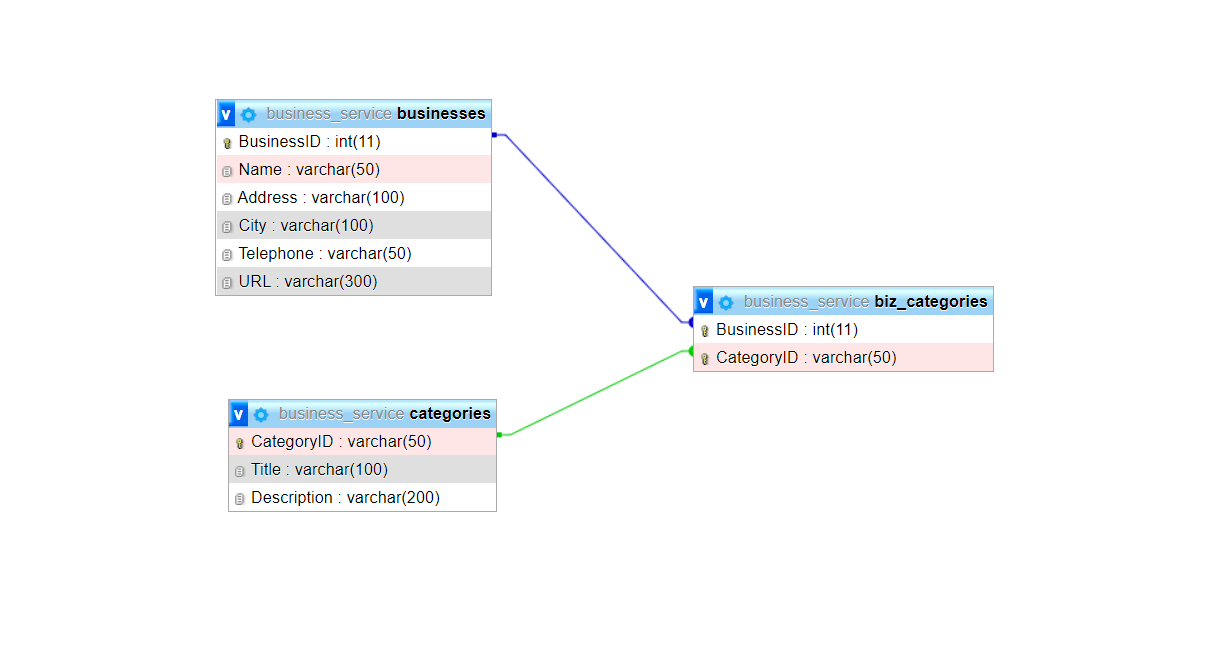 v business_service businesses
BusinessID : int(11)
Name : varchar(50)
Address : varchar(100)
City : varchar(100)
Telephone : varchar(50)
URL : varchar(300)
v business_service biz_categories
BusinessID : int(11)
CategoryID : varchar(50)
v business_service categories
CategoryID : varchar(50)
Title : varchar(100)
Description : varchar(200)